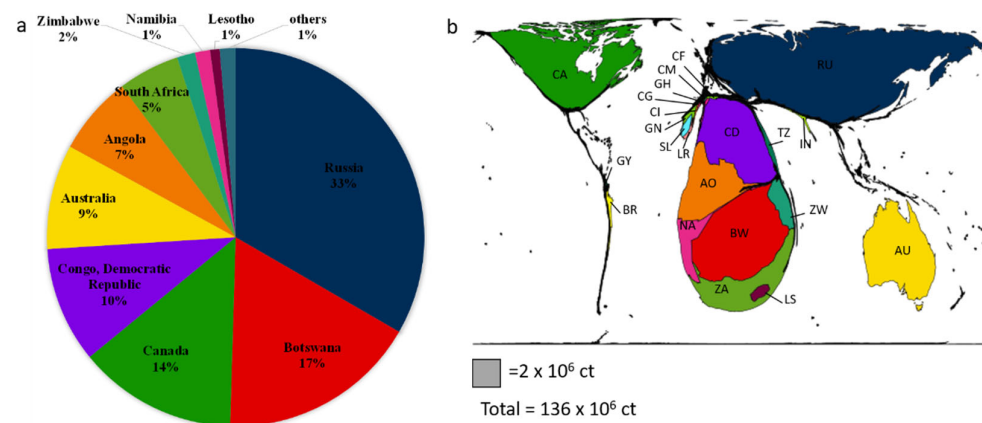 a
Zimbabwe
2%
Namibia
1%
Lesotho
1%
others
1%
South Africa
5%
Angola
7%
Australia
9%
Congo, Democratic
Republic
10%
Canada
14%
Botswana
17%
Russia
33%
b
CA
RU
CF
CM
GH
CG
CI
GN
SL
LR
CD
TZ
IN
GY
BR
AO
NA
BW
ZW
ZA
LS
AU
=2 x 10⁶ ct
Total = 136 x 10⁶ ct